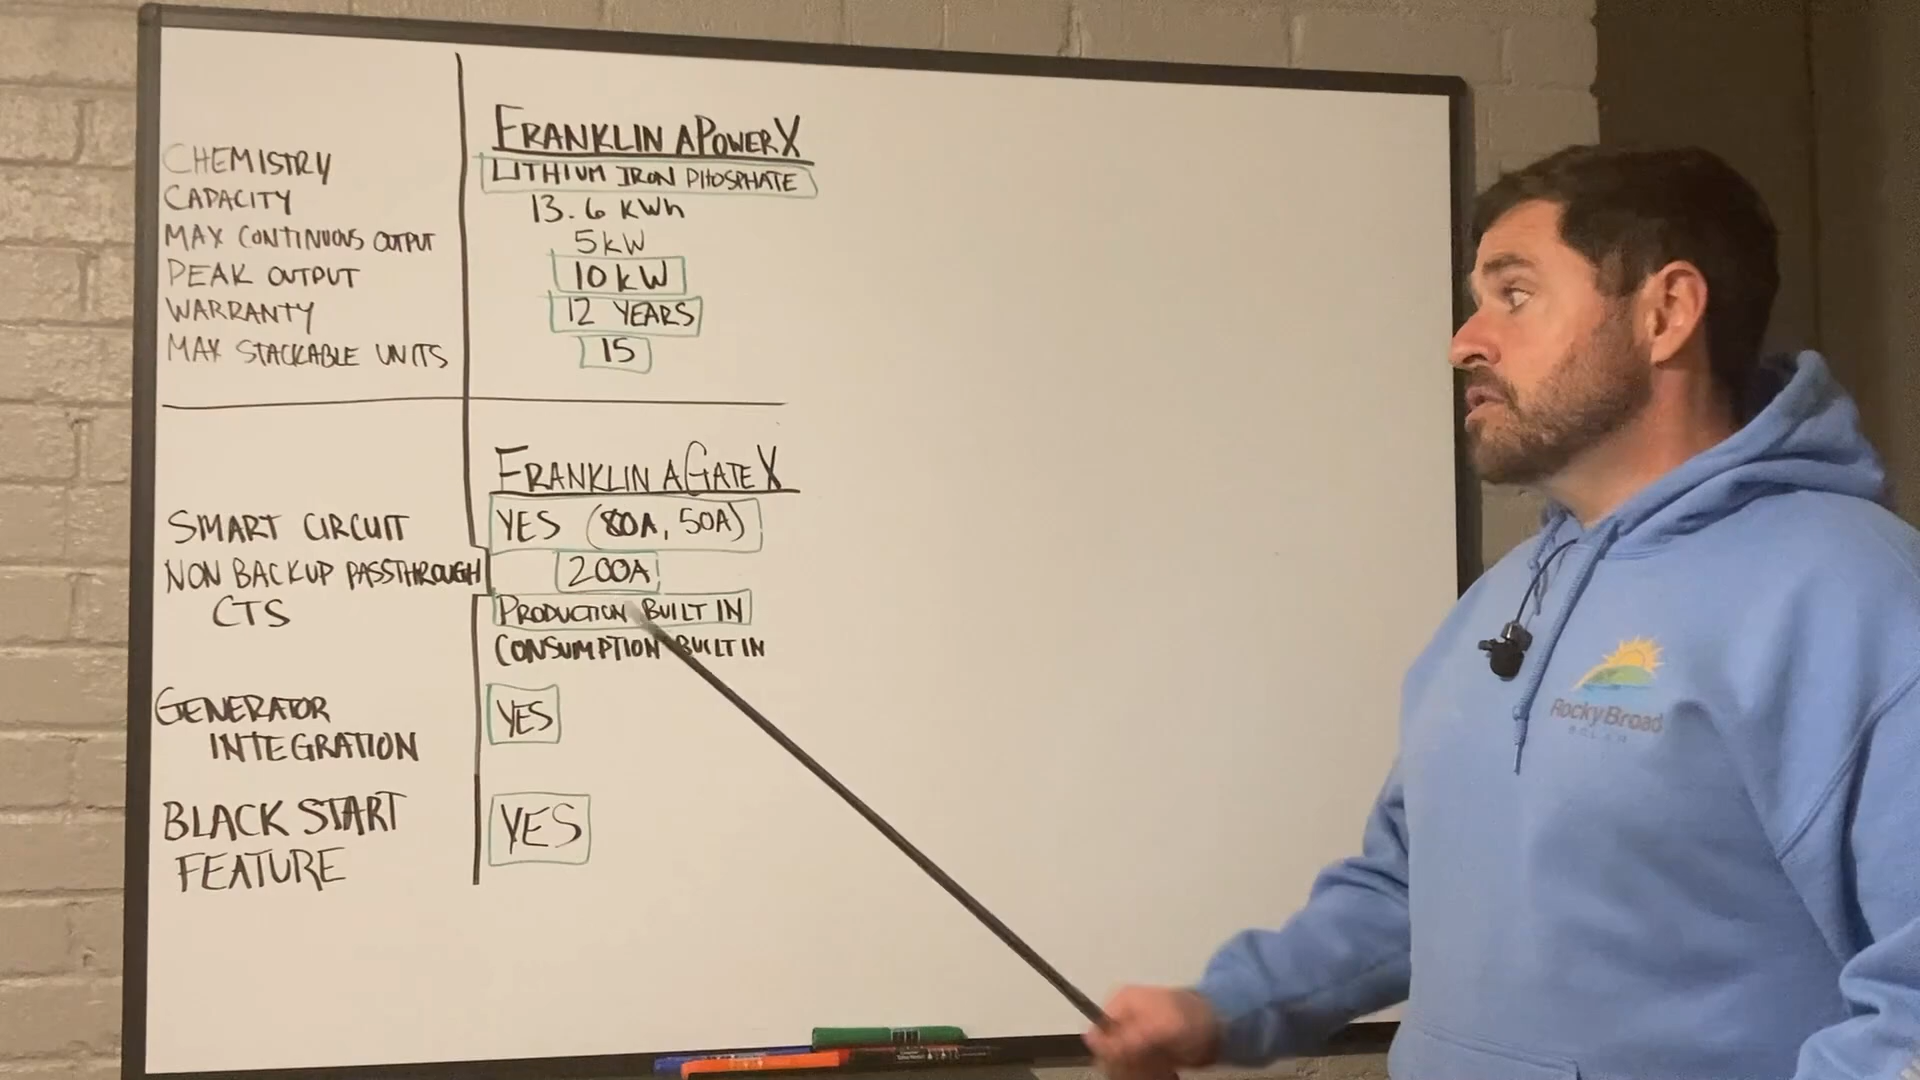 FRANKLIN APOWER X
CHEMISTRY LITHIUM IRON PHOSPHATE
CAPACITY 13.6 KWh
MAX CONTINUOUS OUTPUT 5KW
PEAK OUTPUT 10 KW
WARRANTY 12 YEARS
MAX STACKABLE UNITS 15
FRANKLIN AGATE X
SMART CIRCUIT YES (80A, 50A)
NON BACKUP PASSTHROUGH 200A
CTS PRODUCTION BUILT IN
CONSUMPTION BUILT IN
GENERATOR YES
INTEGRATION
BLACK START YES
FEATURE
Rocky Broad
SOLAR